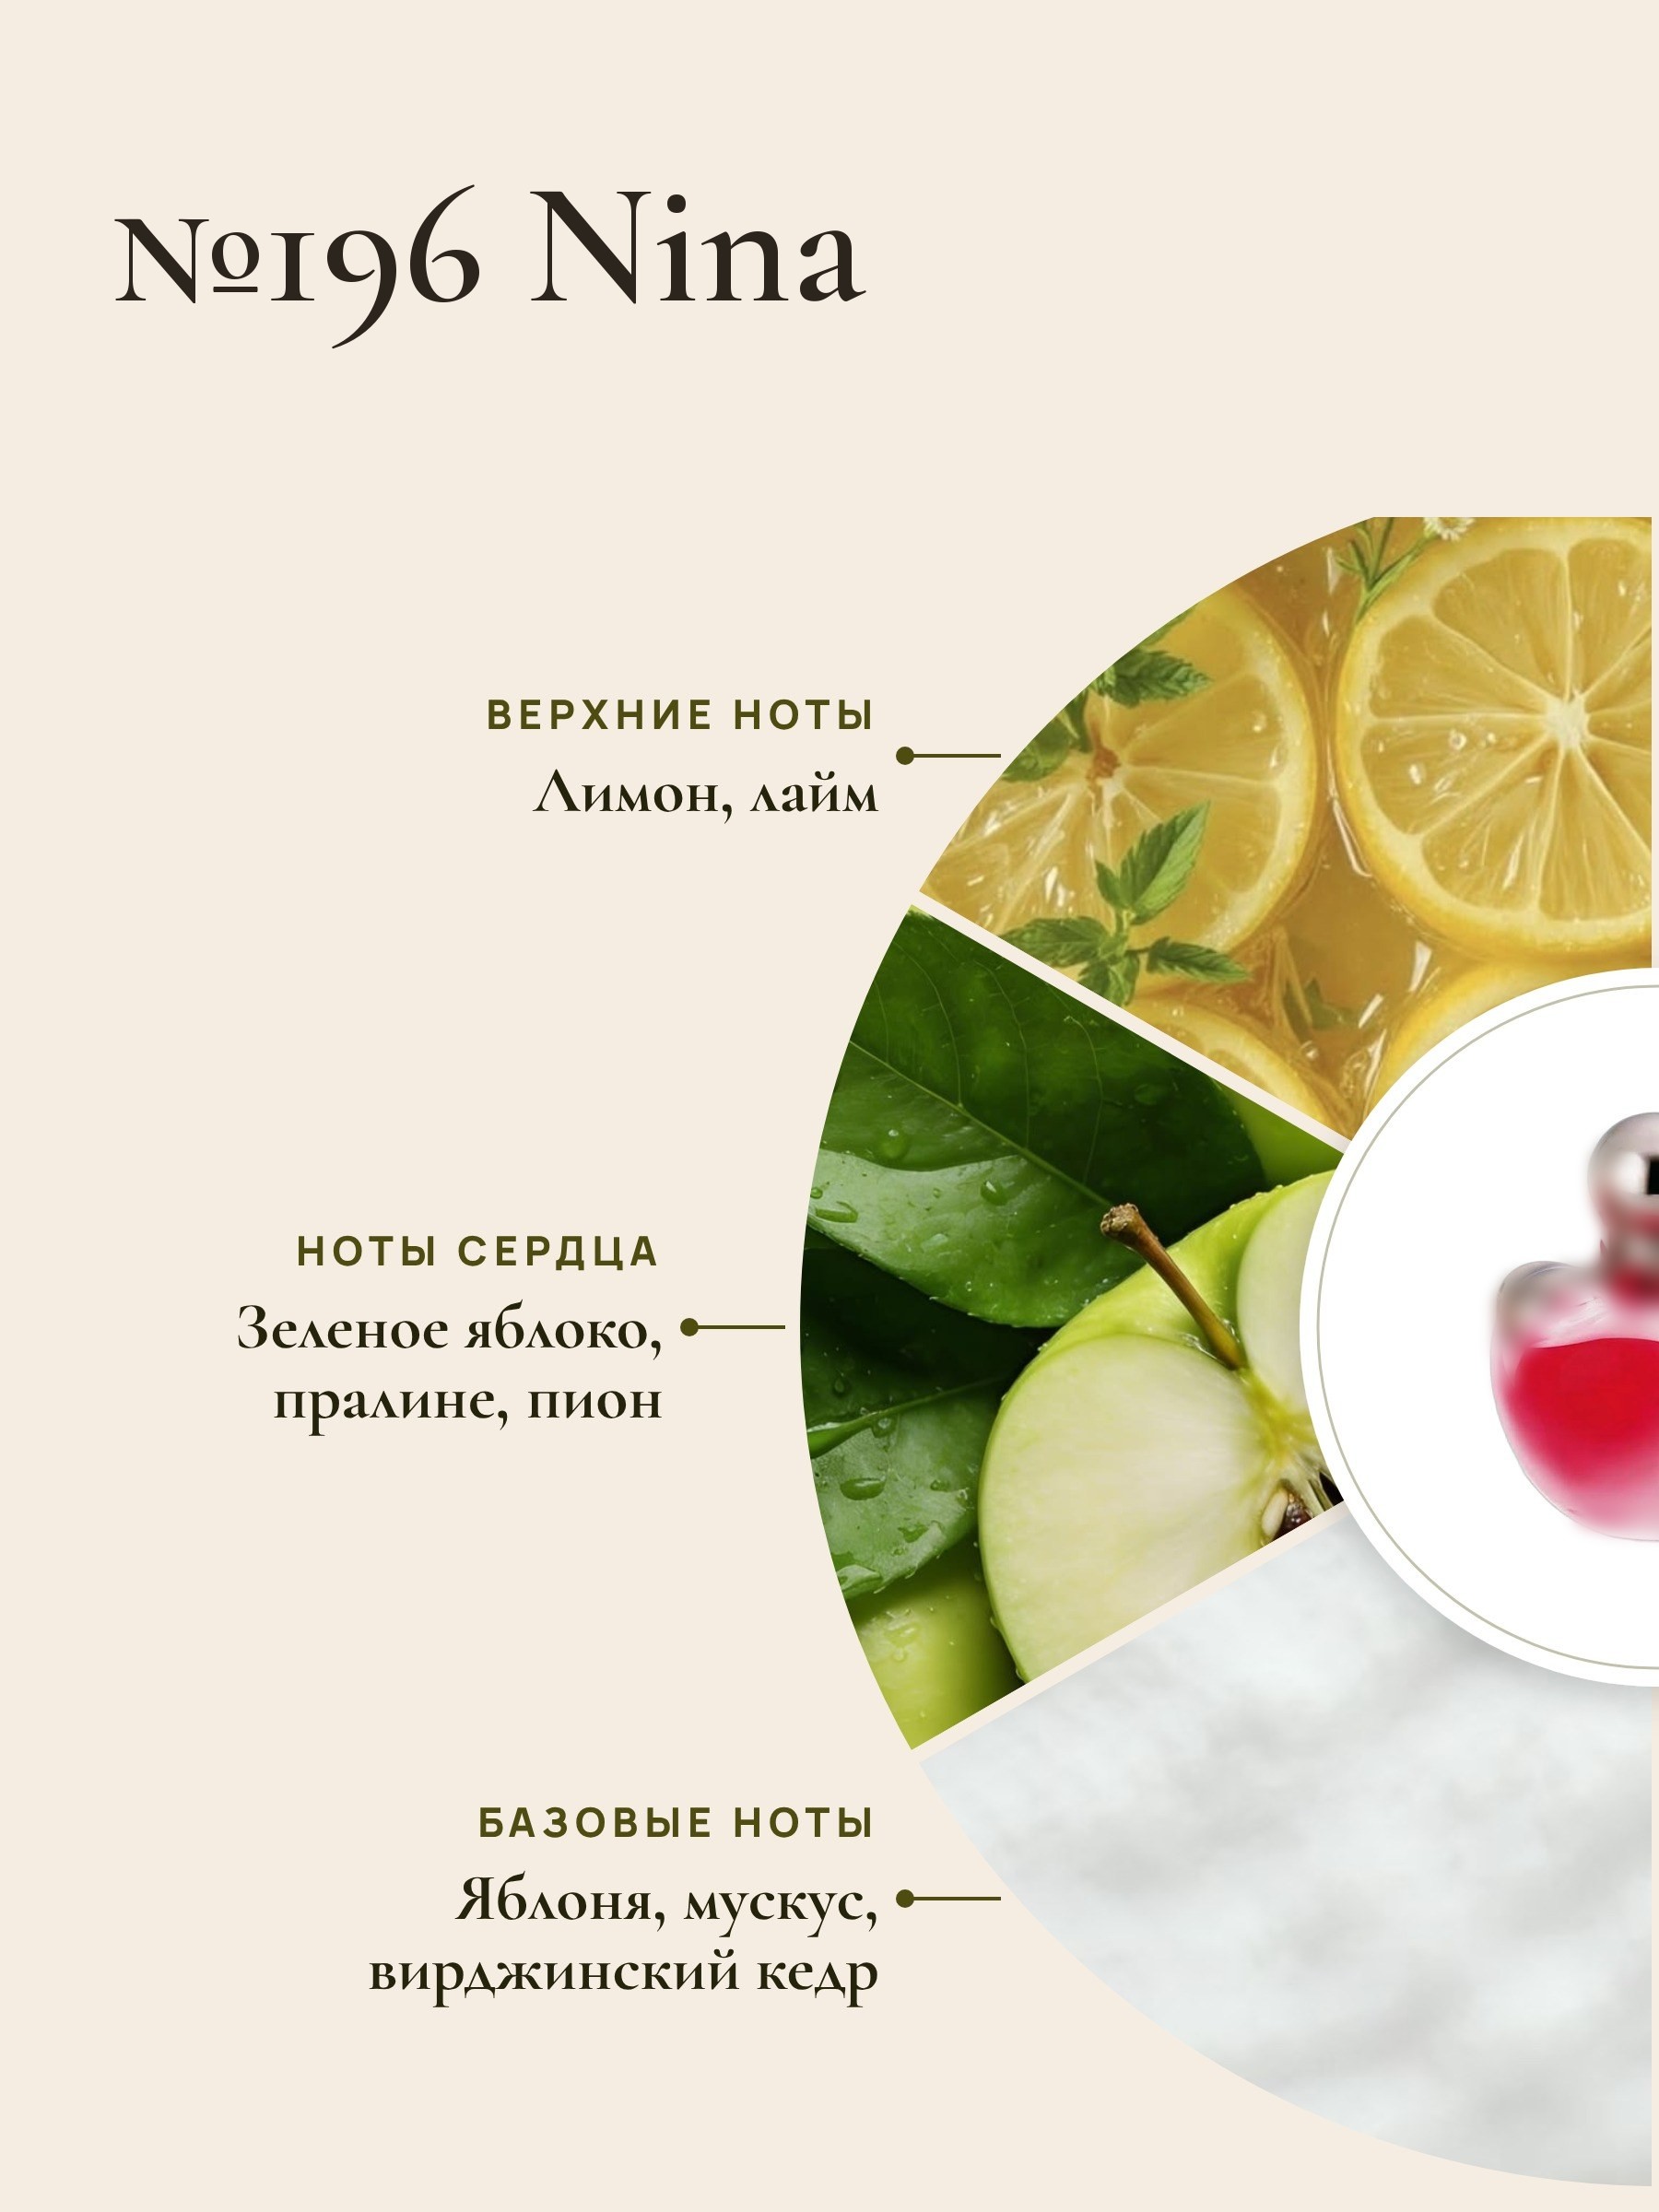 №196 Nina
ВЕРХНИЕ НОТЫ
Лимон, лайм
НОТЫ СЕРДЦА
Зеленое яблоко,
пралине, пион
БАЗОВЫЕ НОТЫ
Яблоня, мускус,
вирджинский кедр